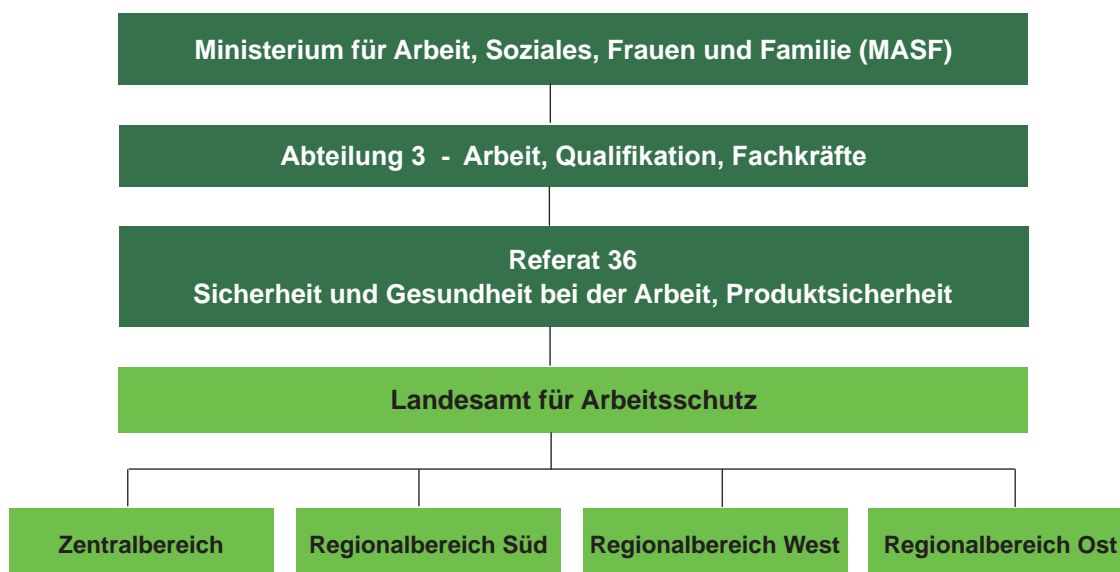 Ministerium für Arbeit, Soziales, Frauen und Familie (MASF)
Abteilung 3 - Arbeit, Qualifikation, Fachkräfte
Referat 36
Sicherheit und Gesundheit bei der Arbeit, Produktsicherheit
Landesamt für Arbeitsschutz
Zentralbereich
Regionalbereich Süd
Regionalbereich West
Regionalbereich Ost